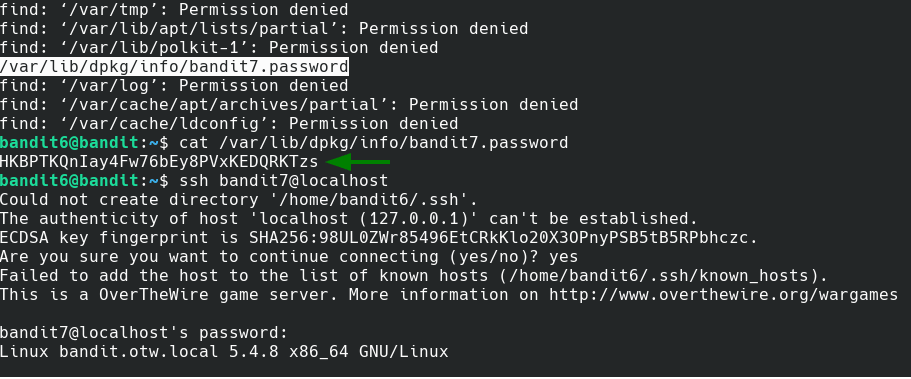 find: ‘/var/tmp’: Permission denied
find: ‘/var/lib/apt/lists/partial’: Permission denied
find: ‘/var/lib/polkit-1’: Permission denied
/var/lib/dpkg/info/bandit7.password
find: ‘/var/log’: Permission denied
find: ‘/var/cache/apt/archives/partial’: Permission denied
find: ‘/var/cache/ldconfig’: Permission denied
bandit6@bandit:~$ cat /var/lib/dpkg/info/bandit7.password
HKBPTKQnIay4Fw76bEy8PVxKEDQRKTzs
bandit6@bandit:~$ ssh bandit7@localhost
Could not create directory '/home/bandit6/.ssh'.
The authenticity of host 'localhost (127.0.0.1)' can't be established.
ECDSA key fingerprint is SHA256:98UL0ZWr85496EtCRkKlo20X3OPnyPSB5tB5RPbhczc.
Are you sure you want to continue connecting (yes/no)? yes
Failed to add the host to the list of known hosts (/home/bandit6/.ssh/known_hosts).
This is a OverTheWire game server. More information on http://www.overthewire.org/wargames
bandit7@localhost's password:
Linux bandit.otw.local 5.4.8 x86_64 GNU/Linux